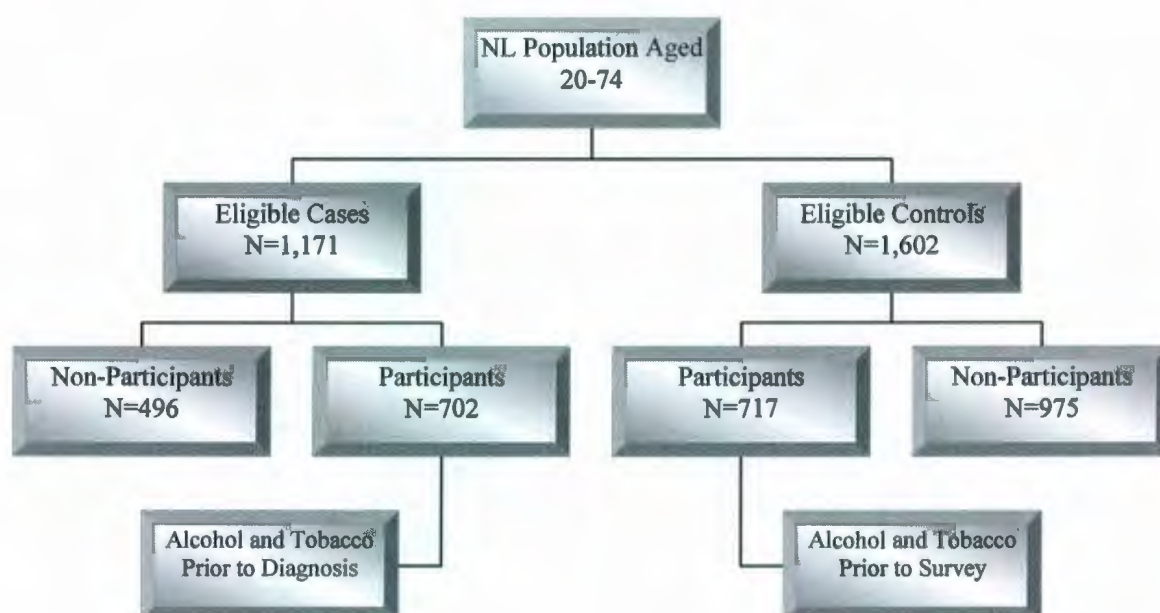 NL Population Aged
20-74
Eligible Cases
N=1,171
Eligible Controls
N=1,602
Non-Participants
N=496
Participants
N=702
Participants
N=717
Non-Participants
N=975
Alcohol and Tobacco
Prior to Diagnosis
Alcohol and Tobacco
Prior to Survey